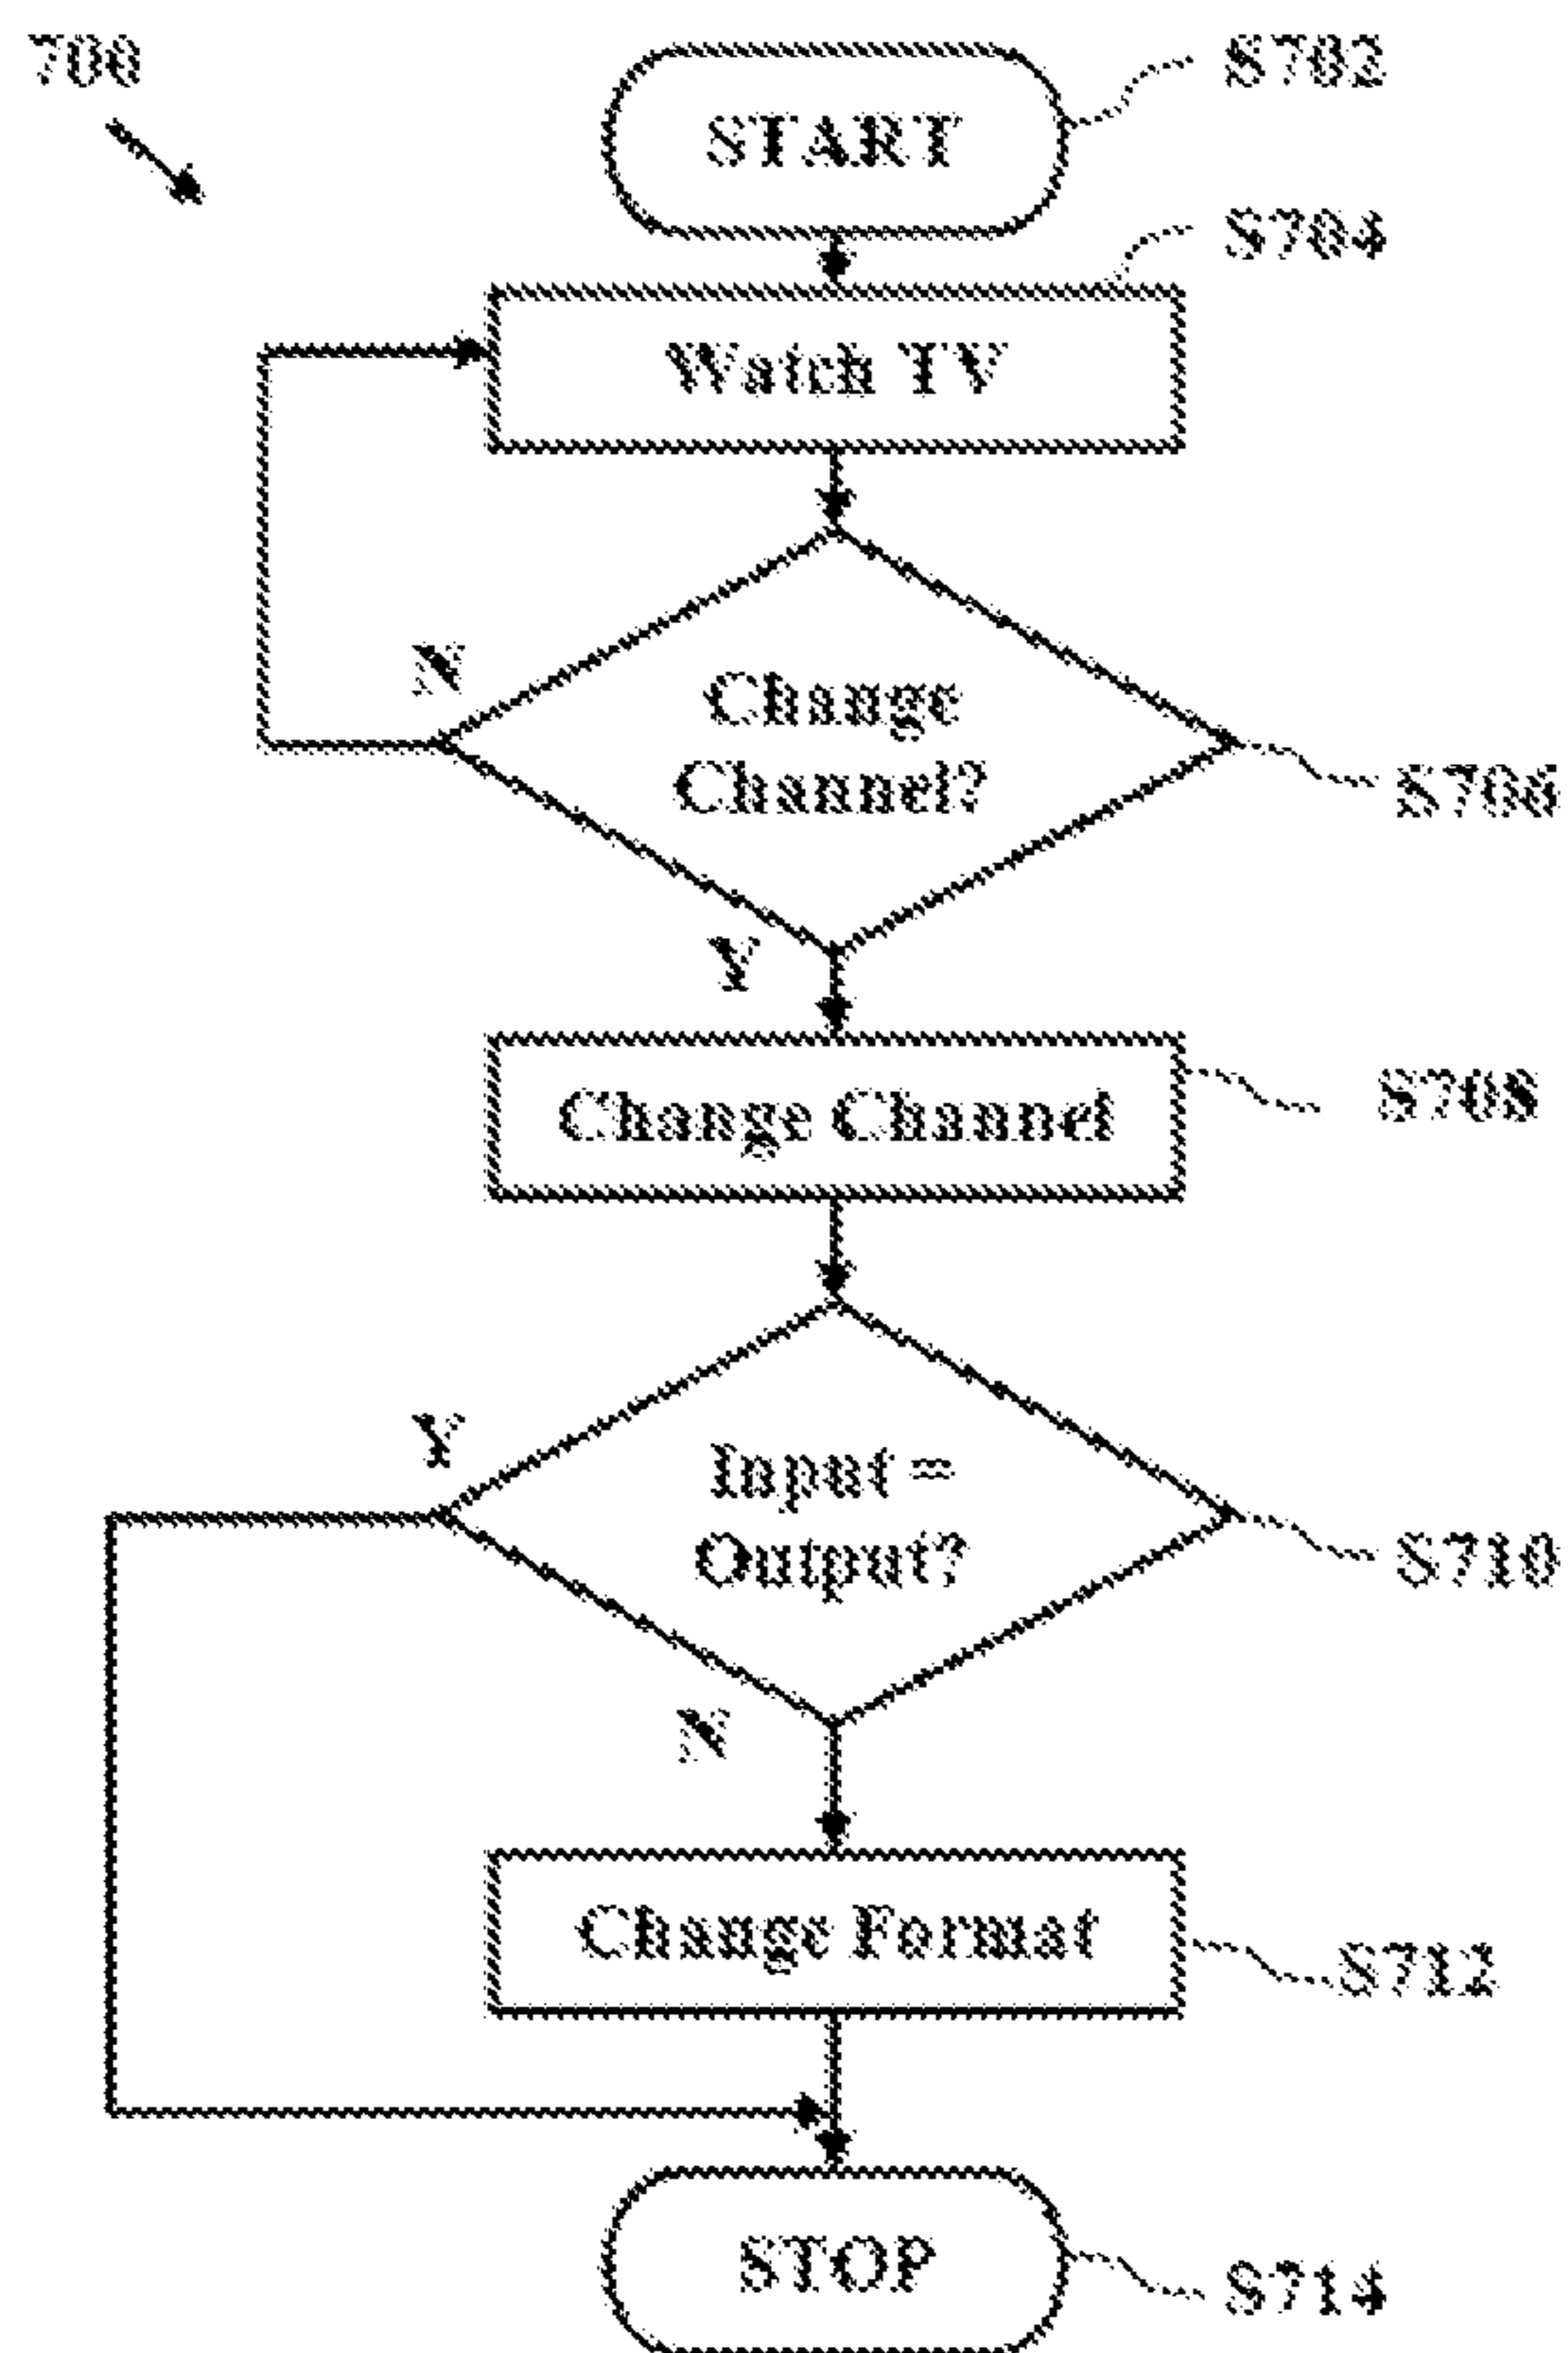 700
START
S702
S704
Watch TV
N
Change
Channel?
S706
Y
Change Channel
S708
Y
Input =
Output?
S710
N
Change Format
S712
STOP
S714